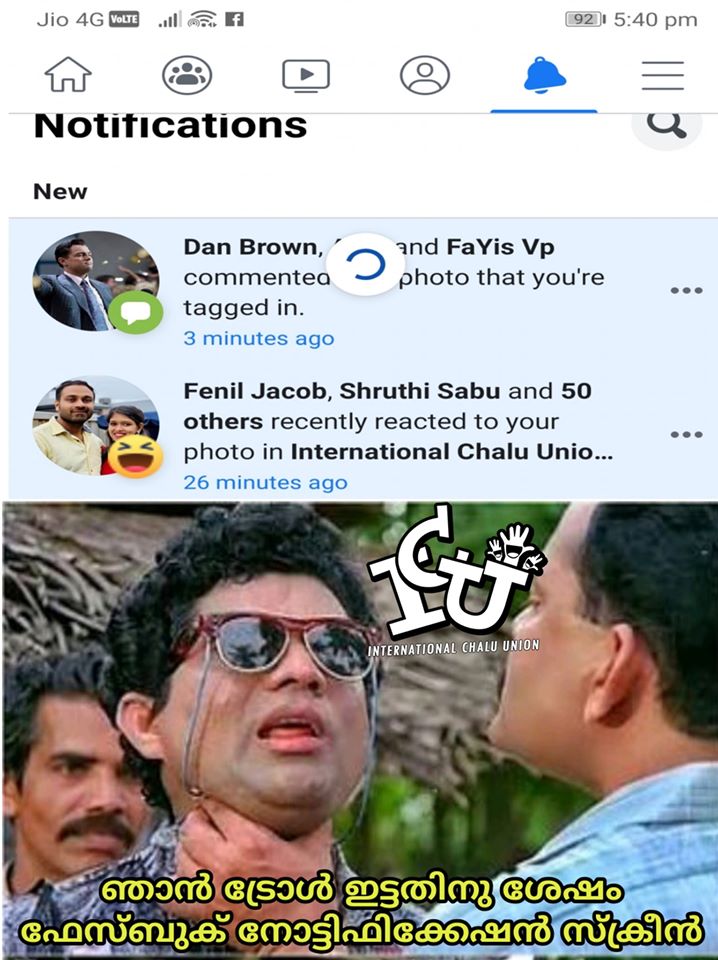 Jio 4G VoLTE
92 5:40 pm
Notifications
New
Dan Brown, and FaYis Vp
commented photo that you're
tagged in.
3 minutes ago
Fenil Jacob, Shruthi Sabu and 50
others recently reacted to your
photo in International Chalu Unio...
26 minutes ago
ICU
INTERNATIONAL CHALU UNION
ഞാൻ ട്രോൾ ഇട്ടതിനു ശേഷം
ഫേസ്ബുക് നോട്ടിഫിക്കേഷൻ സ്ക്രീൻ